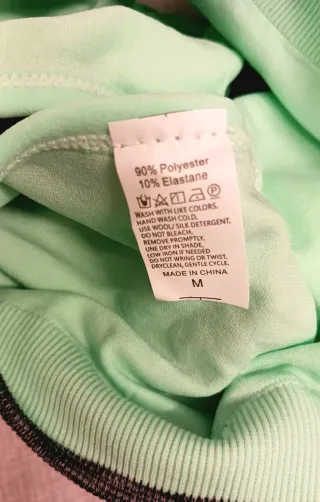 90% Polyester
10% Elastane
WASH WITH LIKE COLORS.
HAND WASH COLD,
USE WOOL/ SILK DETERGENT.
DO NOT BLEACH.
REMOVE PROMPTLY.
LINE DRY IN SHADE.
LOW IRON IF NEEDED
DO NOT WRING OR TWIST.
DRYCLEAN, GENTLE CYCLE.
MADE IN CHINA
M